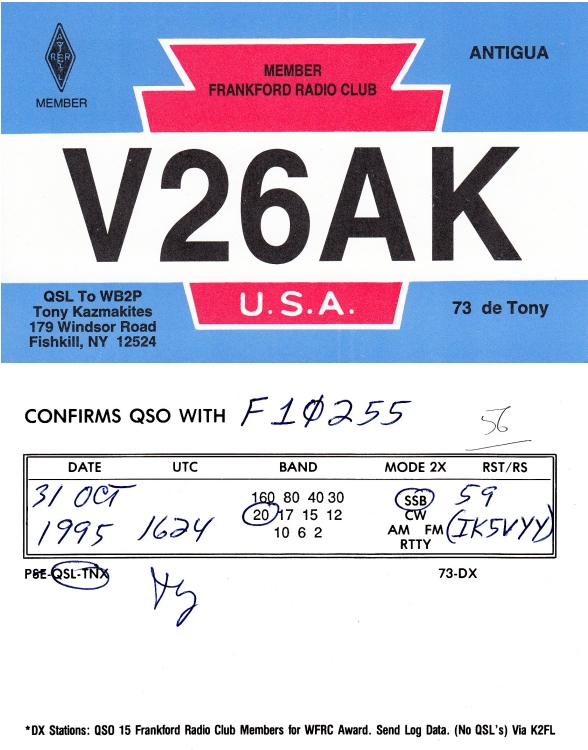 ARRL
MEMBER
MEMBER
FRANKFORD RADIO CLUB
ANTIGUA
V26AK
QSL To WB2P
Tony Kazmakites
179 Windsor Road
Fishkill, NY 12524
U.S.A.
73 de Tony
CONFIRMS QSO WITH F1Ø255
56
DATE UTC BAND MODE 2X RST/RS
31 OCT 160 80 40 30 SSB 59
1995 1624 20 17 15 12 CW (IK5VYY)
10 6 2 AM FM
RTTY
PSE-QSL-TNX 73-DX
*DX Stations: QSO 15 Frankford Radio Club Members for WFRC Award. Send Log Data. (No QSL's) Via K2FL